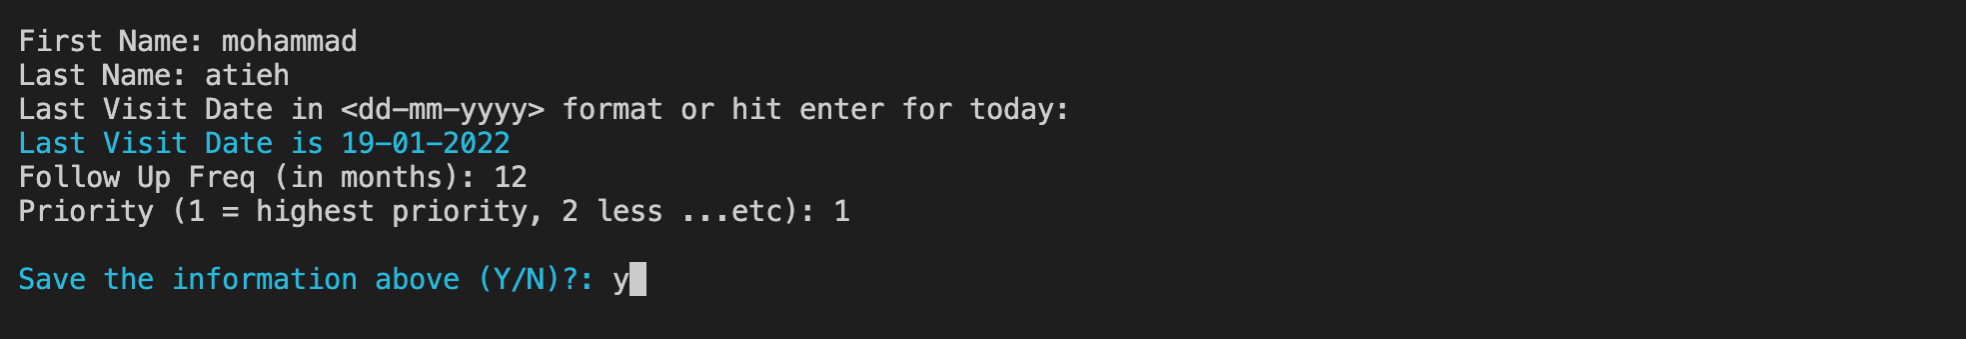 First Name: mohammad
Last Name: atieh
Last Visit Date in <dd-mm-yyyy> format or hit enter for today:
Last Visit Date is 19-01-2022
Follow Up Freq (in months): 12
Priority (1 = highest priority, 2 less ...etc): 1
Save the information above (Y/N)?: y